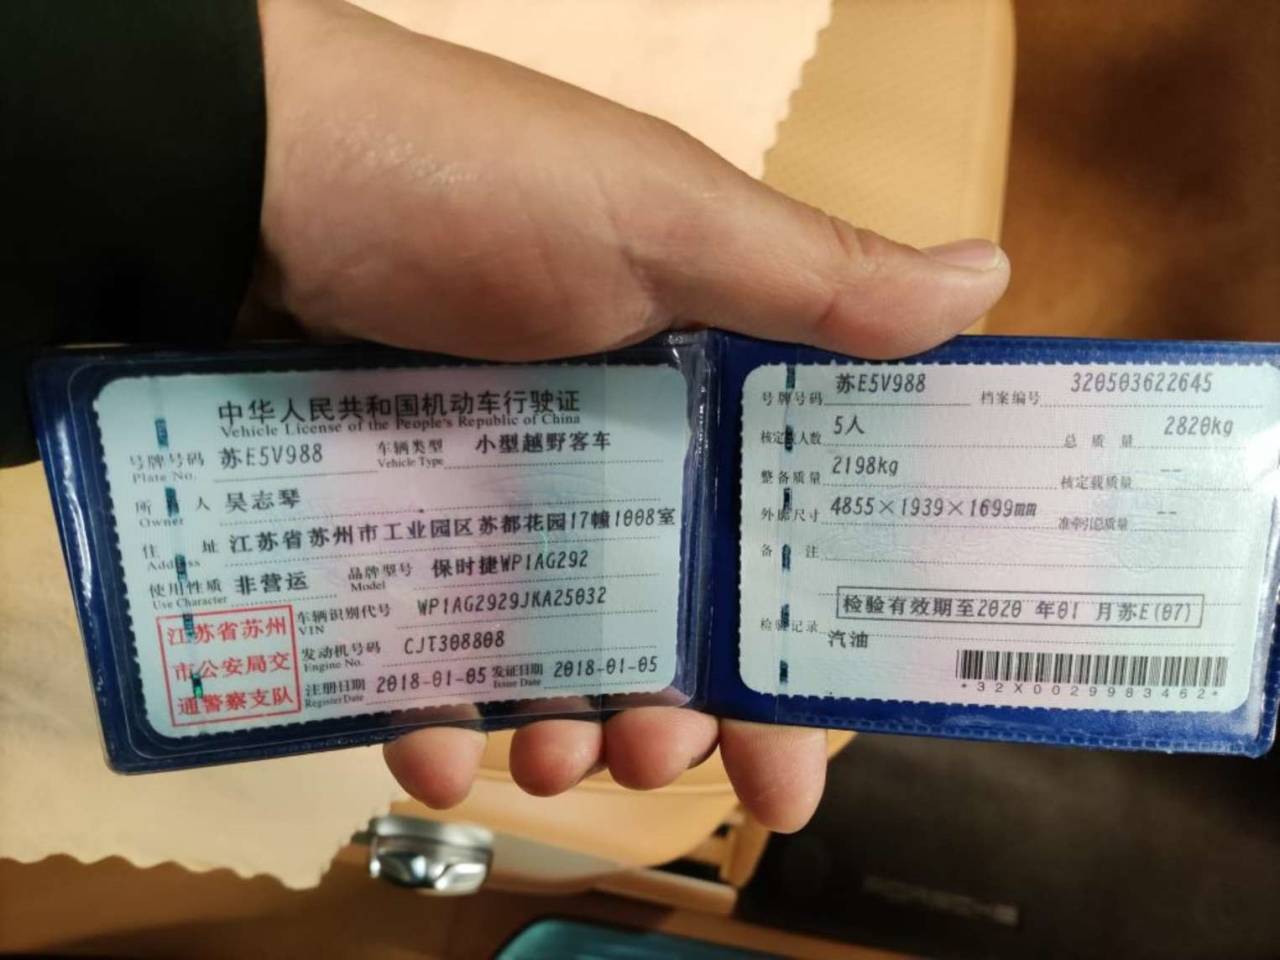 中华人民共和国机动车行驶证
Vehicle License of the People's Republic of China
号牌号码 苏E5V988 车辆类型 小型越野客车
Plate No. Vehicle Type
所 人 吴志琴
Owner
住 址 江苏省苏州市工业园区苏都花园17幢1008室
Address
使用性质 非营运 品牌型号 保时捷WP1AG292
Use Character Model
江苏省苏州
市公安局交
通警察支队
车辆识别代号 WP1AG2929JKA25032
VIN
发动机号码 CJT308808
Engine No.
注册日期 2018-01-05 发证日期 2018-01-05
Register Date Issue Date
号牌号码 苏E5V988 档案编号 320503622645
核定 人数 5人 总质量 2820kg
整备质量 2198kg 核定载质量 --
外廓尺寸 4855×1939×1699mm 准牵引总质量 --
备 注
检验有效期至2020 年01 月苏E(07)
检验记录 汽油
*32X0029983462*